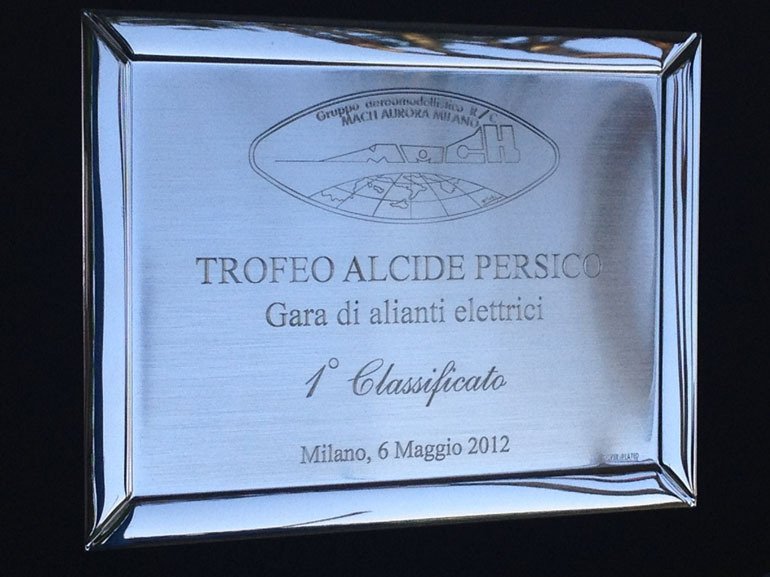 Gruppo aeromodellistico R/C
MACH AURORA MILANO
MACH
TROFEO ALCIDE PERSICO
Gara di alianti elettrici
1° Classificato
Milano, 6 Maggio 2012